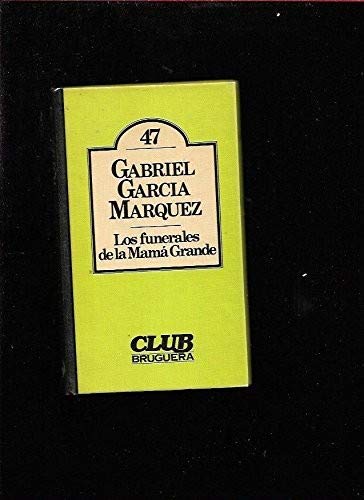 47
GABRIEL
GARCIA
MARQUEZ
Los funerales
de la Mamá Grande
CLUB
BRUGUERA